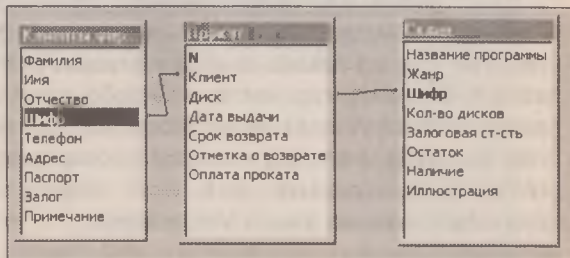 Фамилия
Имя
Отчество
Шифр
Телефон
Адрес
Паспорт
Залог
Примечание
N
Клиент
Диск
Дата выдачи
Срок возврата
Отметка о возврате
Оплата проката
Название программы
Жанр
Шифр
Кол-во дисков
Залоговая ст-сть
Остаток
Наличие
Иллюстрация